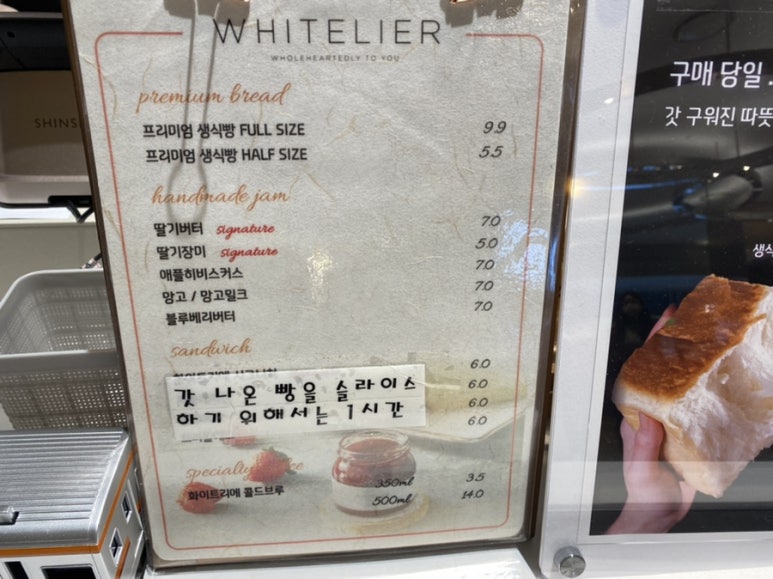 WHITELIER
WHOLEHEARTEDLY TO YOU
premium bread
프리미엄 생식빵 FULL SIZE 9.9
프리미엄 생식빵 HALF SIZE 5.5
handmade jam
딸기버터 signature 7.0
딸기장미 signature 5.0
애플히비스커스 7.0
망고 / 망고밀크 7.0
블루베리버터 7.0
sandwich
6.0
갓 나온 빵을 슬라이스 6.0
하기 위해서는 1시간 6.0
6.0
specialty
화이트리에 콜드브루 350ml 3.5
500ml 14.0
SHINS
구매 당일
갓 구워진 따뜻
생식